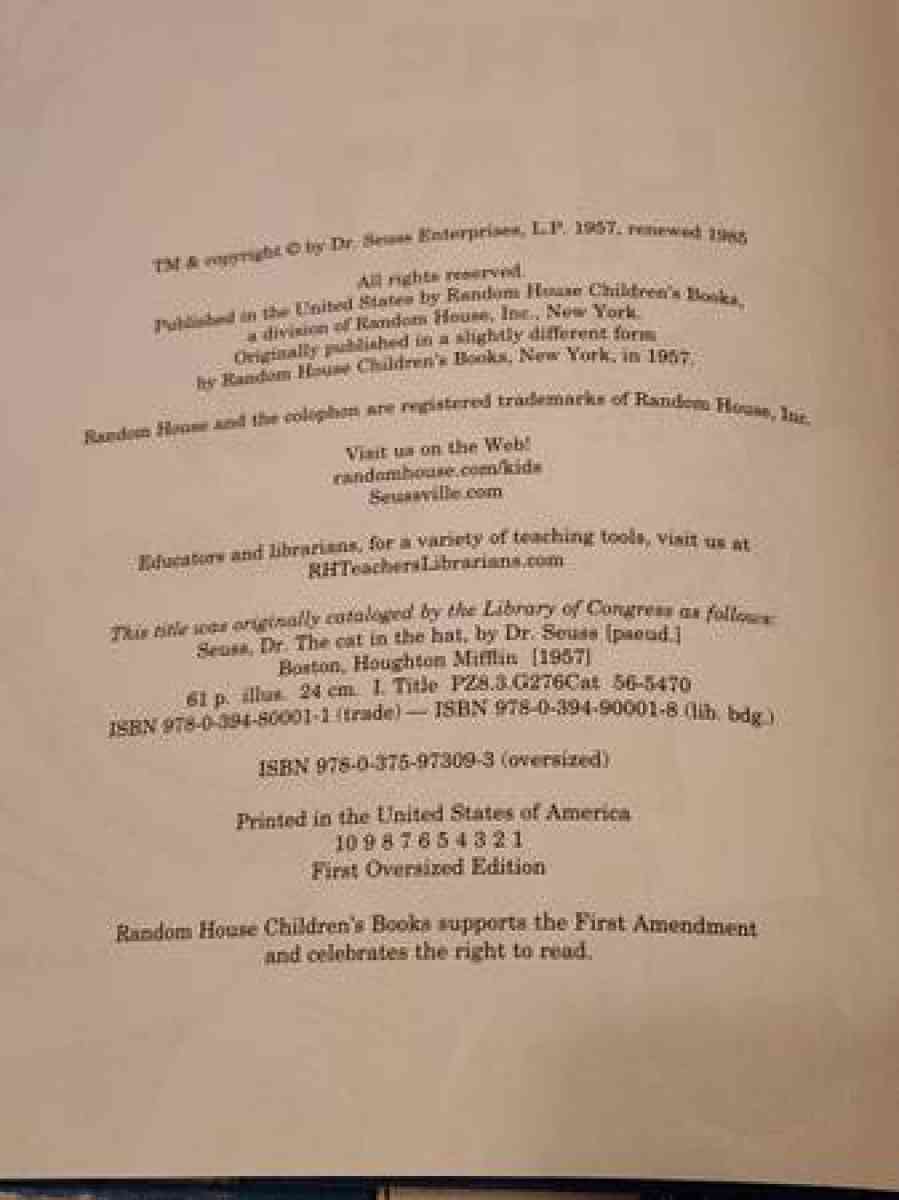 TM & copyright © by Dr. Seuss Enterprises, L.P. 1957, renewed 1985
All rights reserved.
Published in the United States by Random House Children's Books,
a division of Random House, Inc., New York.
Originally published in a slightly different form
by Random House Children's Books, New York, in 1957.
Random House and the colophon are registered trademarks of Random House, Inc.
Visit us on the Web!
randomhouse.com/kids
Seussville.com
Educators and librarians, for a variety of teaching tools, visit us at
RHTeachersLibrarians.com
This title was originally cataloged by the Library of Congress as follows:
Seuss, Dr. The cat in the hat, by Dr. Seuss [pseud.]
Boston, Houghton Mifflin [1957]
61 p. illus. 24 cm. I. Title PZ8.3.G276Cat 56-5470
ISBN 978-0-394-80001-1 (trade) — ISBN 978-0-394-90001-8 (lib. bdg.)
ISBN 978-0-375-97309-3 (oversized)
Printed in the United States of America
10 9 8 7 6 5 4 3 2 1
First Oversized Edition
Random House Children's Books supports the First Amendment
and celebrates the right to read.